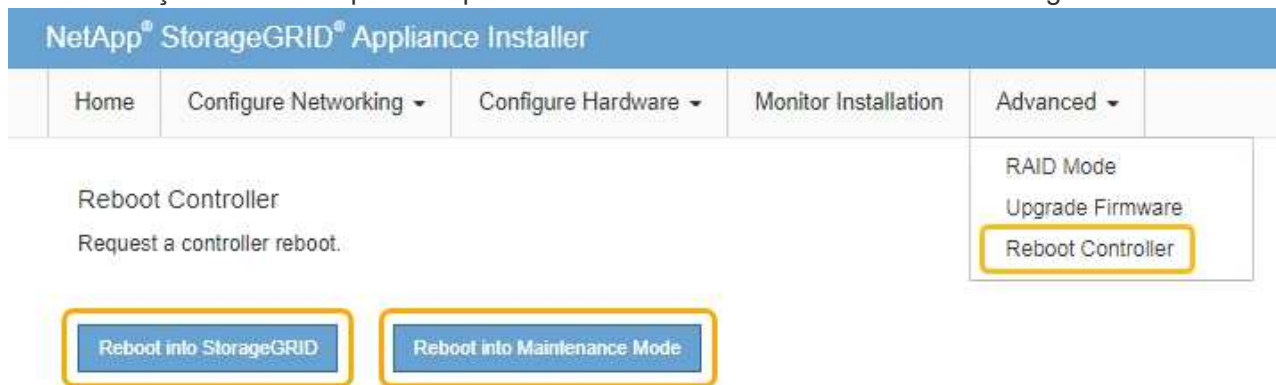 NetApp® StorageGRID® Appliance Installer
Home Configure Networking Configure Hardware Monitor Installation Advanced
RAID Mode
Upgrade Firmware
Reboot Controller
Reboot Controller
Request a controller reboot.
Reboot into StorageGRID Reboot into Maintenance Mode